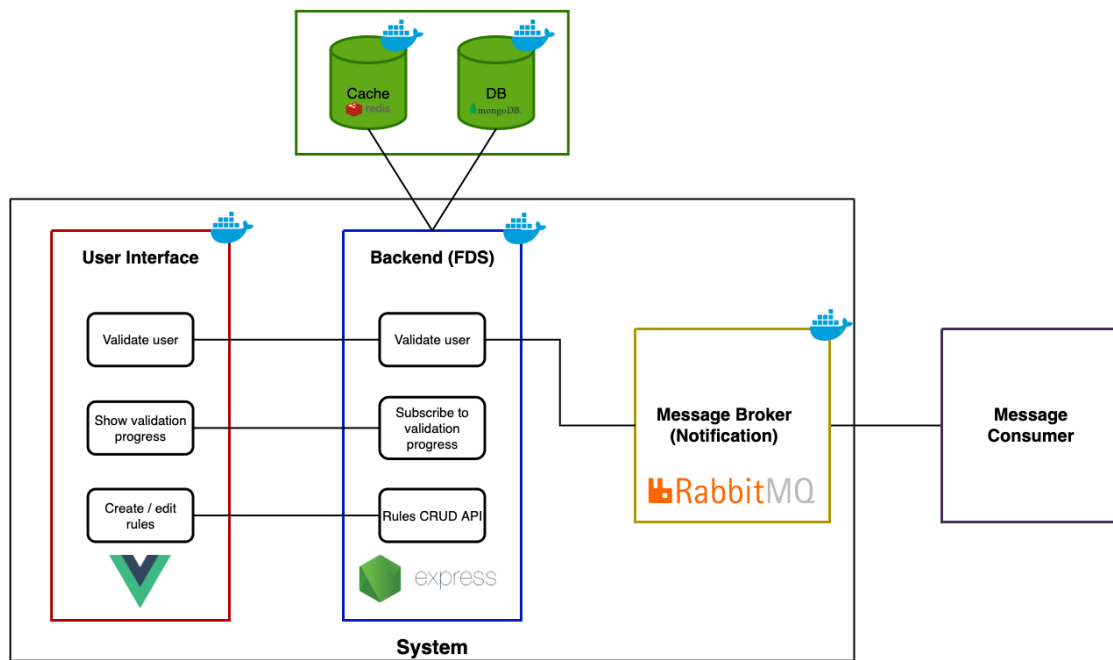 Cache
redis
DB
mongoDB.
User Interface
Validate user
Show validation
progress
Create / edit
rules
Backend (FDS)
Validate user
Subscribe to
validation
progress
Rules CRUD API
express
Message Broker
(Notification)
RabbitMQ
Message
Consumer
System